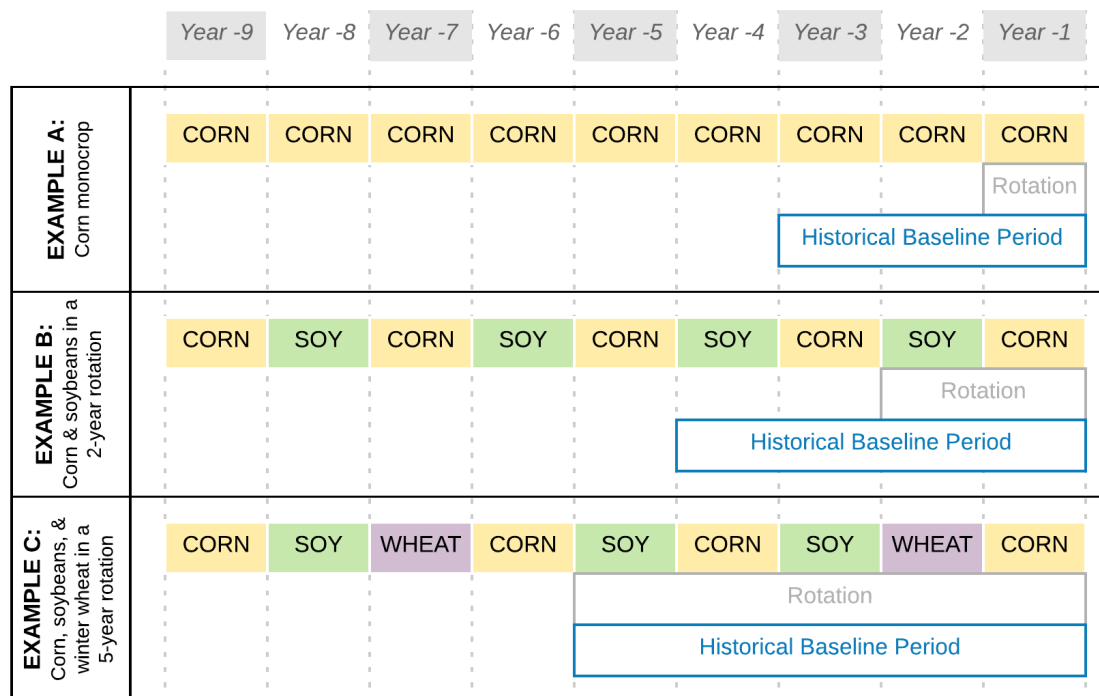 Year -9 Year -8 Year -7 Year -6 Year -5 Year -4 Year -3 Year -2 Year -1
EXAMPLE A:
Corn monocrop
CORN CORN CORN CORN CORN CORN CORN CORN CORN
Rotation
Historical Baseline Period
EXAMPLE B:
Corn & soybeans in a
2-year rotation
CORN SOY CORN SOY CORN SOY CORN SOY CORN
Rotation
Historical Baseline Period
EXAMPLE C:
Corn, soybeans, &
winter wheat in a
5-year rotation
CORN SOY WHEAT CORN SOY CORN SOY WHEAT CORN
Rotation
Historical Baseline Period